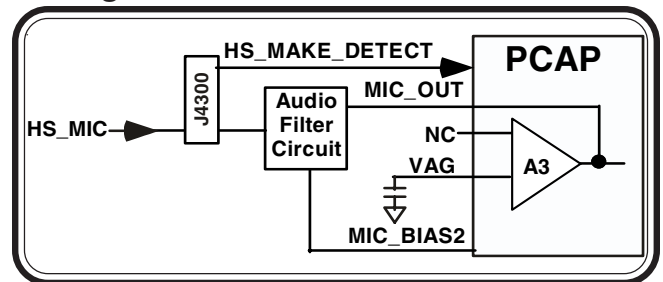 HS_MAKE_DETECT
PCAP
MIC_OUT
J4300
Audio
Filter
Circuit
HS_MIC
NC
VAG
A3
MIC_BIAS2